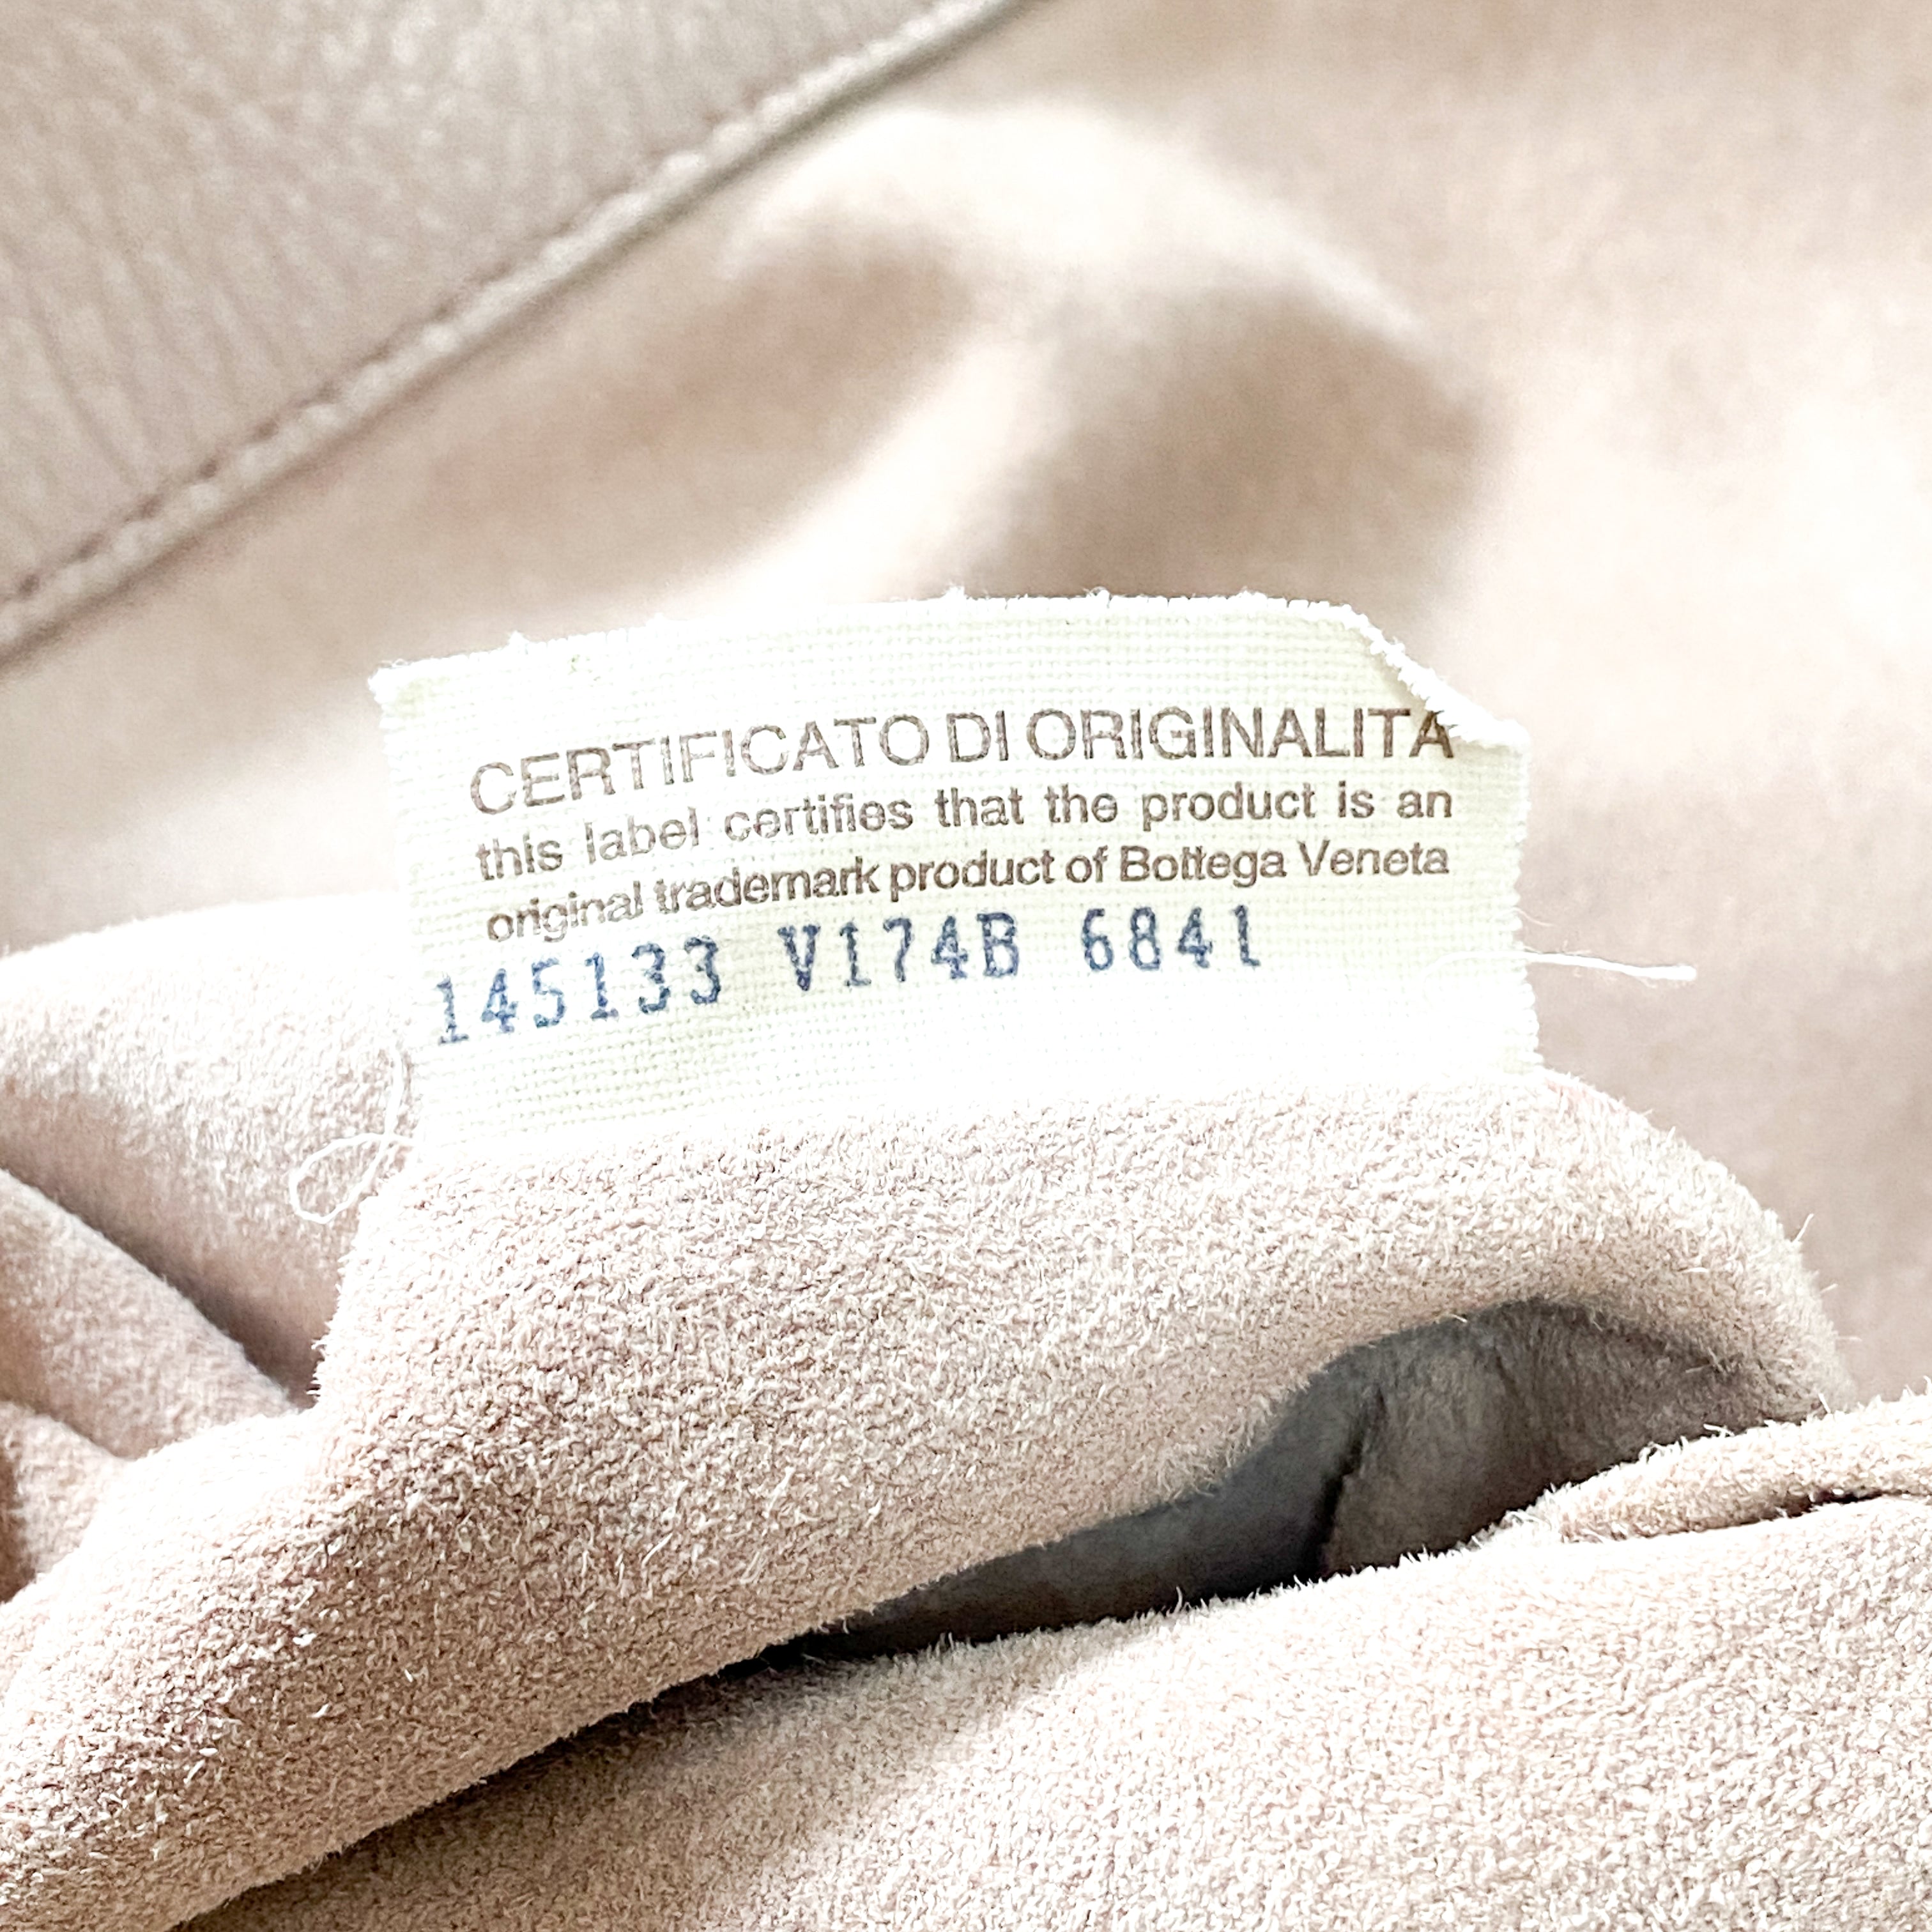 CERTIFICATO DI ORIGINALITA
this label certifies that the product is an
original trademark product of Bottega Veneta
145133 V174B 6841